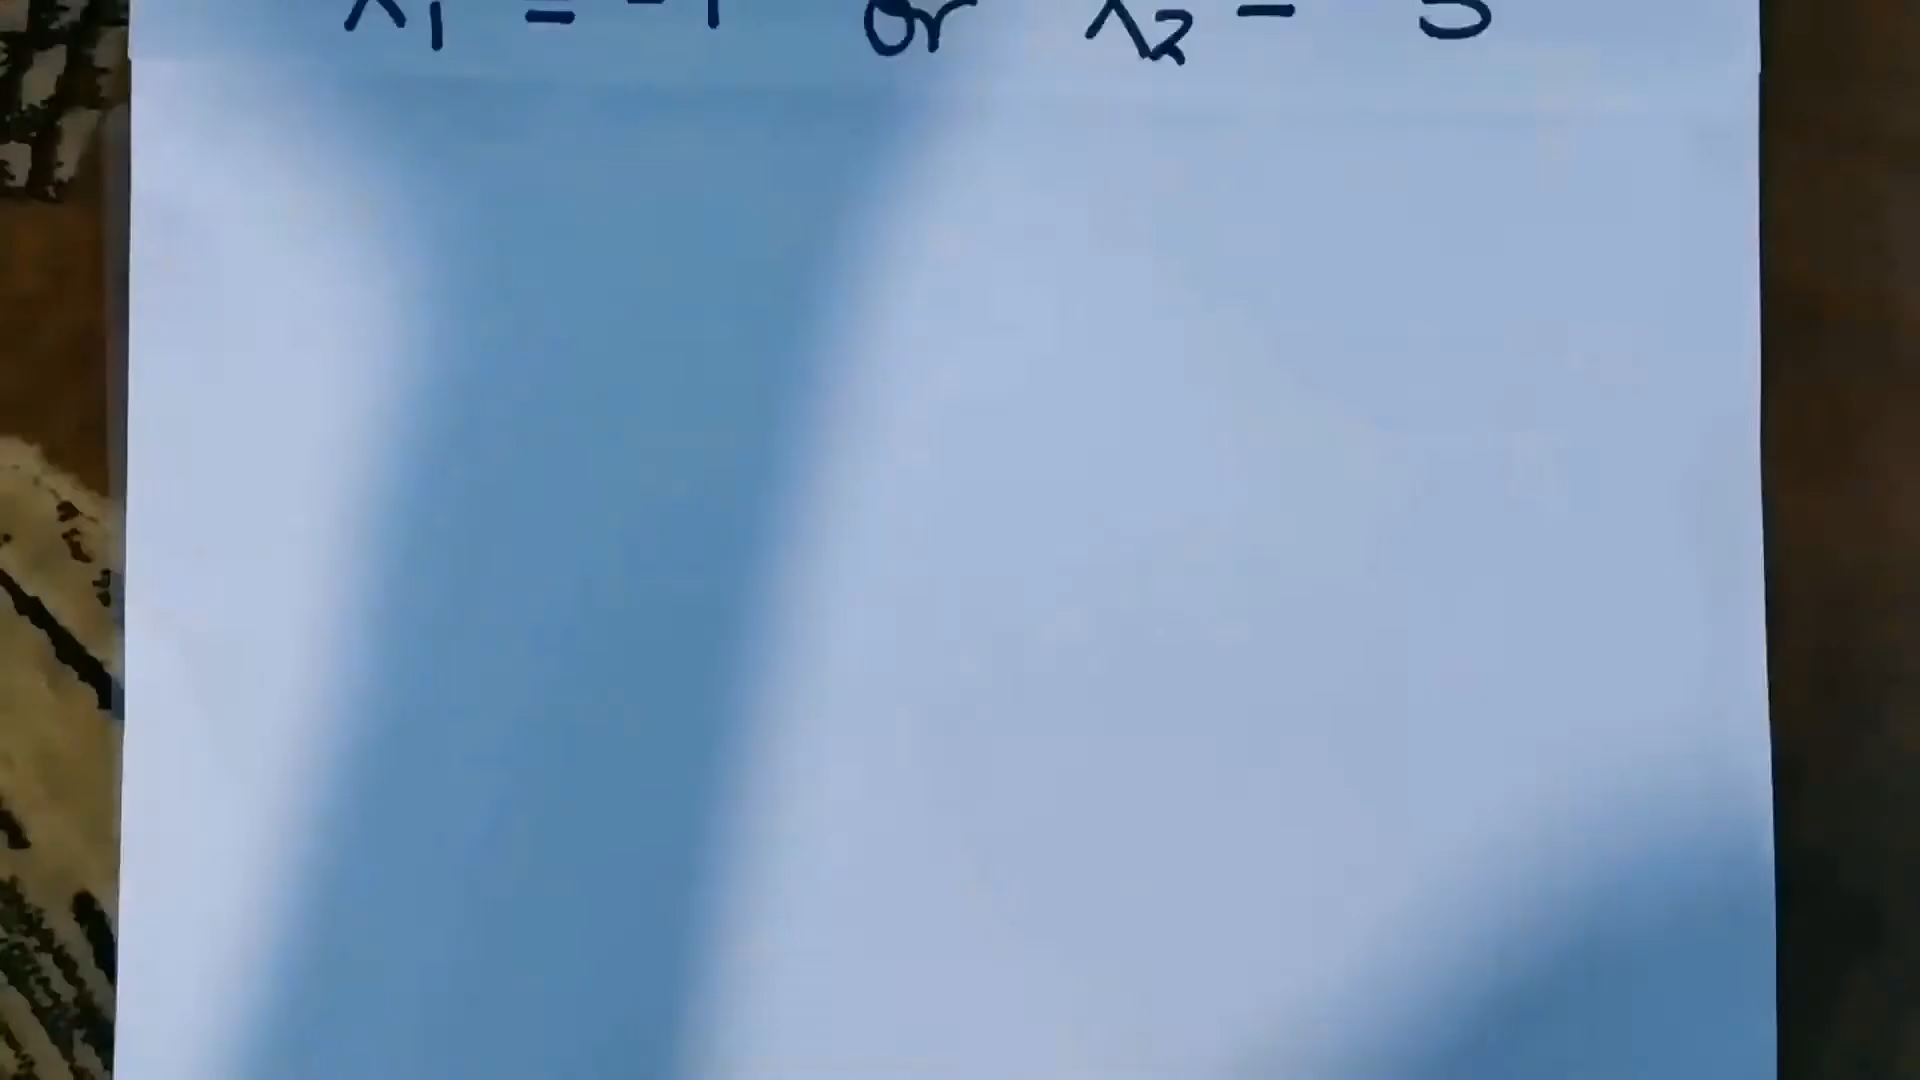 λ₁ = -1 or λ₂ =